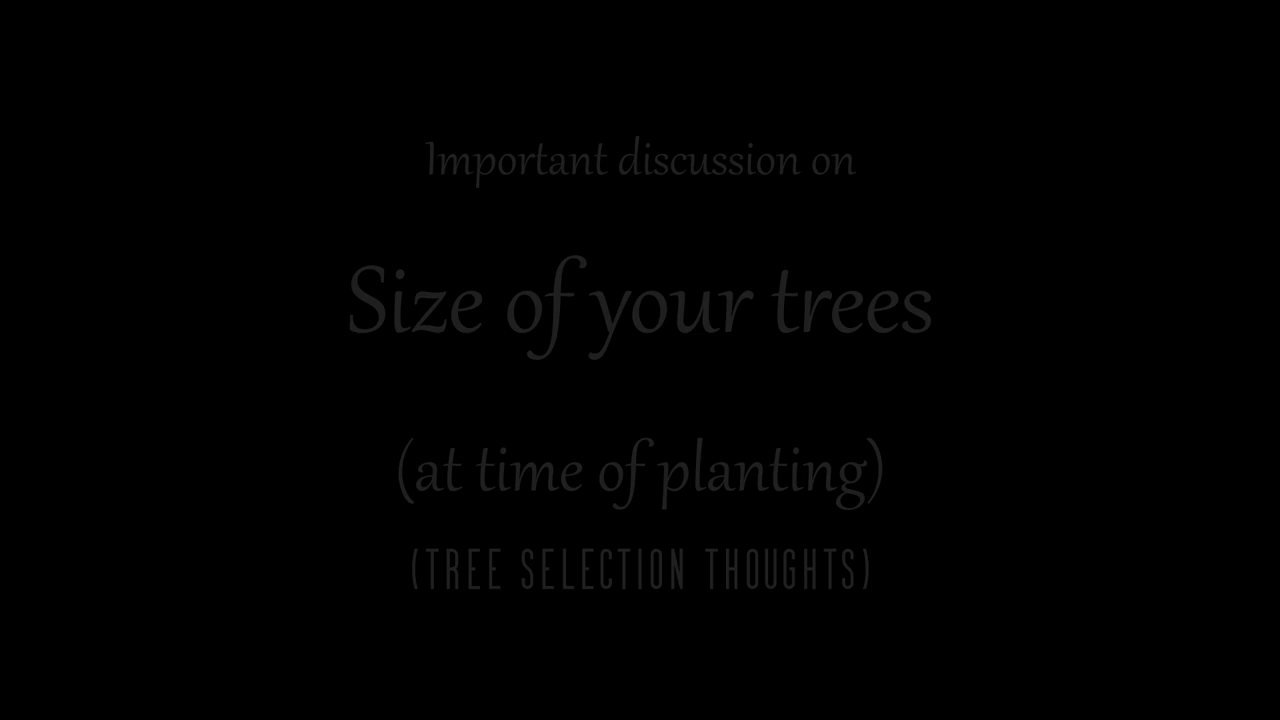 Important discussion on
Size of your trees
(at time of planting)
(TREE SELECTION THOUGHTS)